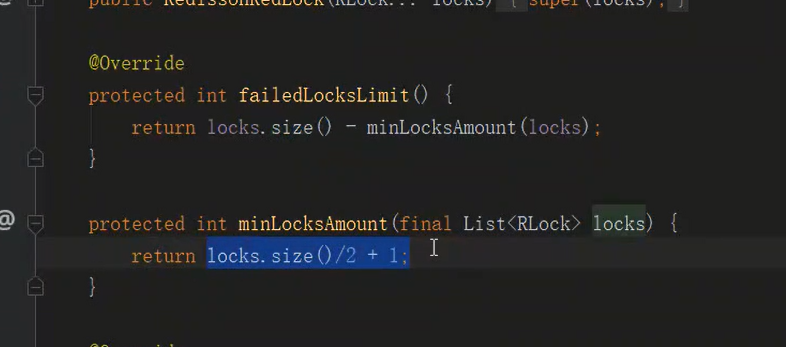 public RedissonRedLock(RLock... locks) { super(locks); }
@Override
protected int failedLocksLimit() {
return locks.size() - minLocksAmount(locks);
}
@ protected int minLocksAmount(final List<RLock> locks) {
return locks.size()/2 + 1;
}
@Override